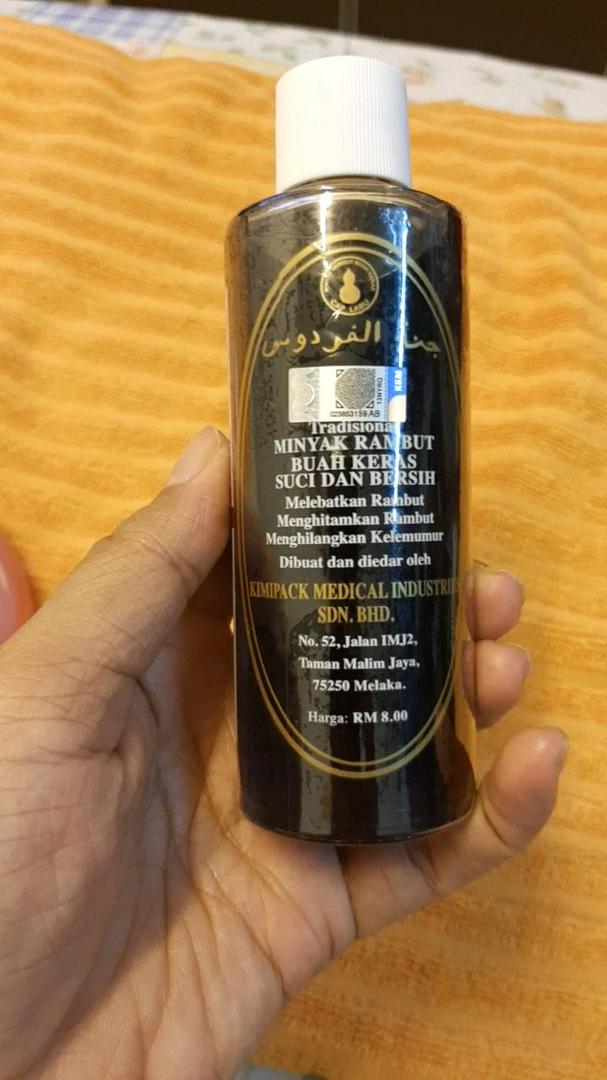 CAP LABU
جنة الفردوس
KKM
023853159 AB
Tradisional
MINYAK RAMBUT
BUAH KERAS
SUCI DAN BERSIH
Melebatkan Rambut
Menghitamkan Rambut
Menghilangkan Kelemumur
Dibuat dan diedar oleh
KIMIPACK MEDICAL INDUSTRIES
SDN. BHD.
No. 52, Jalan IMJ2,
Taman Malim Jaya,
75250 Melaka.
Harga: RM 8.00